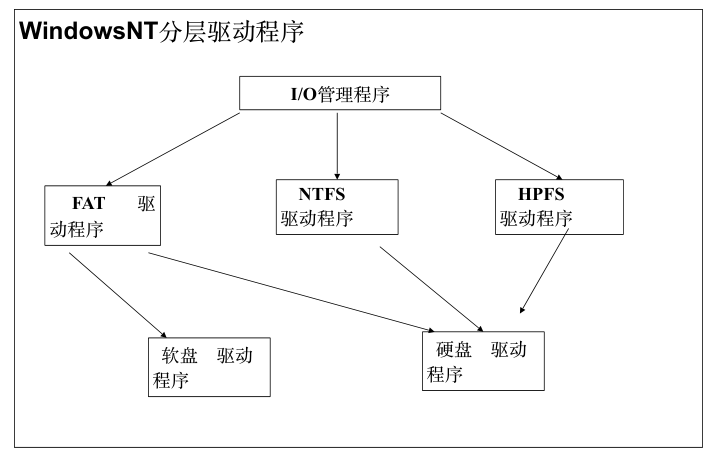 WindowsNT分层驱动程序
I/O管理程序
FAT 驱
动程序
NTFS
驱动程序
HPFS
驱动程序
软盘 驱动
程序
硬盘 驱动
程序